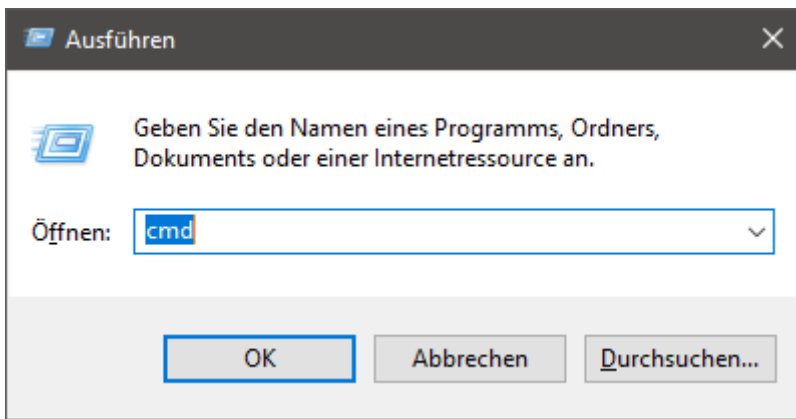 Ausführen
Geben Sie den Namen eines Programms, Ordners,
Dokuments oder einer Internetressource an.
Öffnen: cmd
OK Abbrechen Durchsuchen...